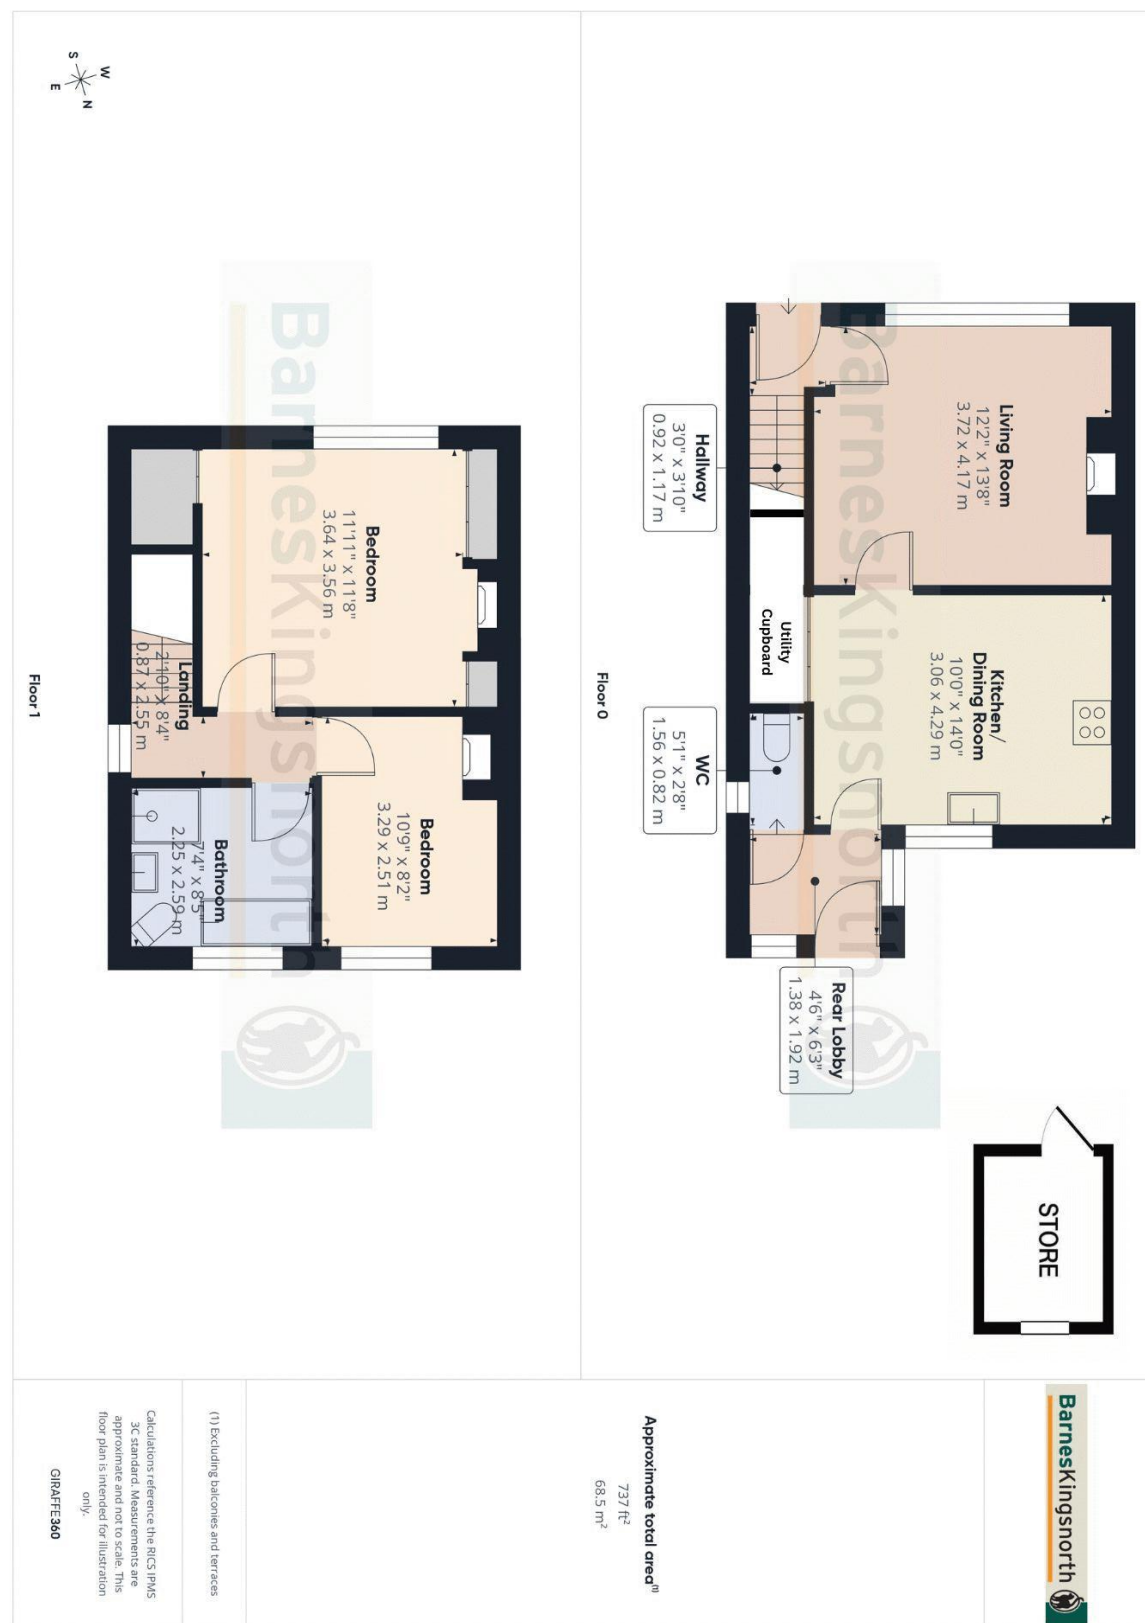 BarnesKingsnorth
Living Room
12'2" x 13'8"
3.72 x 4.17 m
Kitchen/
Dining Room
10'0" x 14'0"
3.06 x 4.29 m
Utility
Cupboard
Hallway
3'0" x 3'10"
0.92 x 1.17 m
WC
5'1" x 2'8"
1.56 x 0.82 m
Rear Lobby
4'6" x 6'3"
1.38 x 1.92 m
STORE
BarnesKingsnorth
Floor 0
Bedroom
11'11" x 11'8"
3.64 x 3.56 m
Bedroom
10'9" x 8'2"
3.29 x 2.51 m
Landing
2'10" x 8'4"
0.87 x 2.55 m
Bathroom
7'4" x 8'5"
2.25 x 2.59 m
BarnesKingsnorth
Floor 1
S
W
E
N
Approximate total area(1)
737 ft²
68.5 m²
(1) Excluding balconies and terraces
Calculations reference the RICS IPMS
3C standard. Measurements are
approximate and not to scale. This
floor plan is intended for illustration
only.
GIRAFFE360